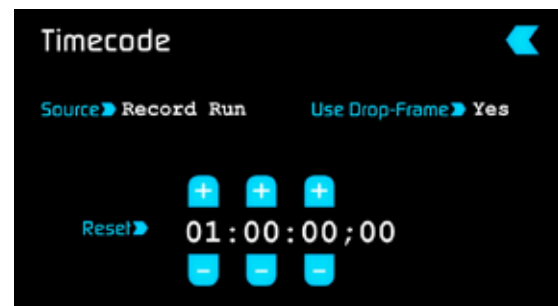 Timecode
Source Record Run Use Drop-Frame Yes
+ + +
Reset 01:00:00;00
- - -